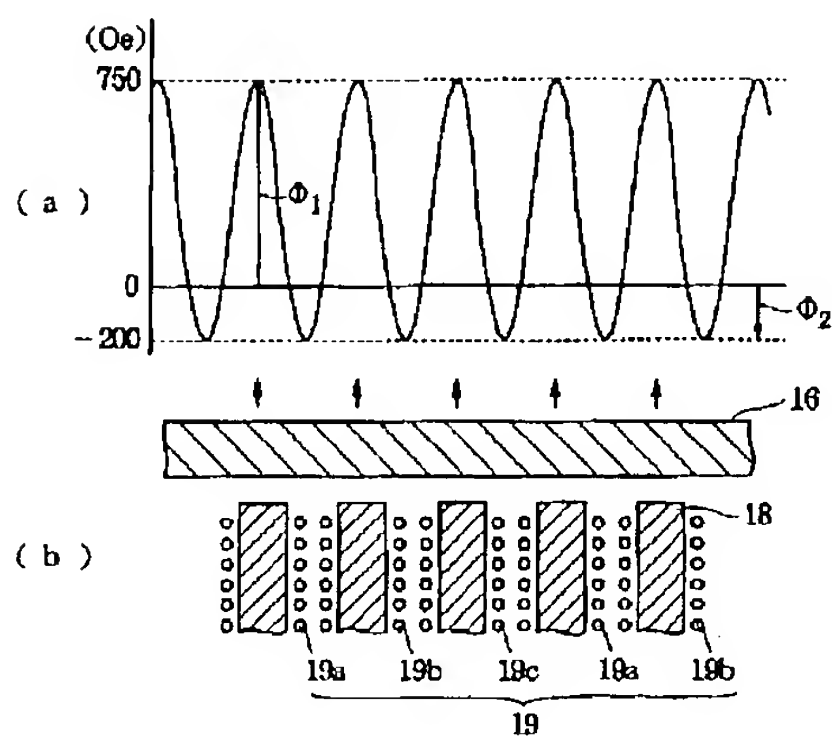 (Oe)
750
( a )
Φ1
0
Φ2
-200
16
18
( b )
19a 19b 19c 19a 19b
19